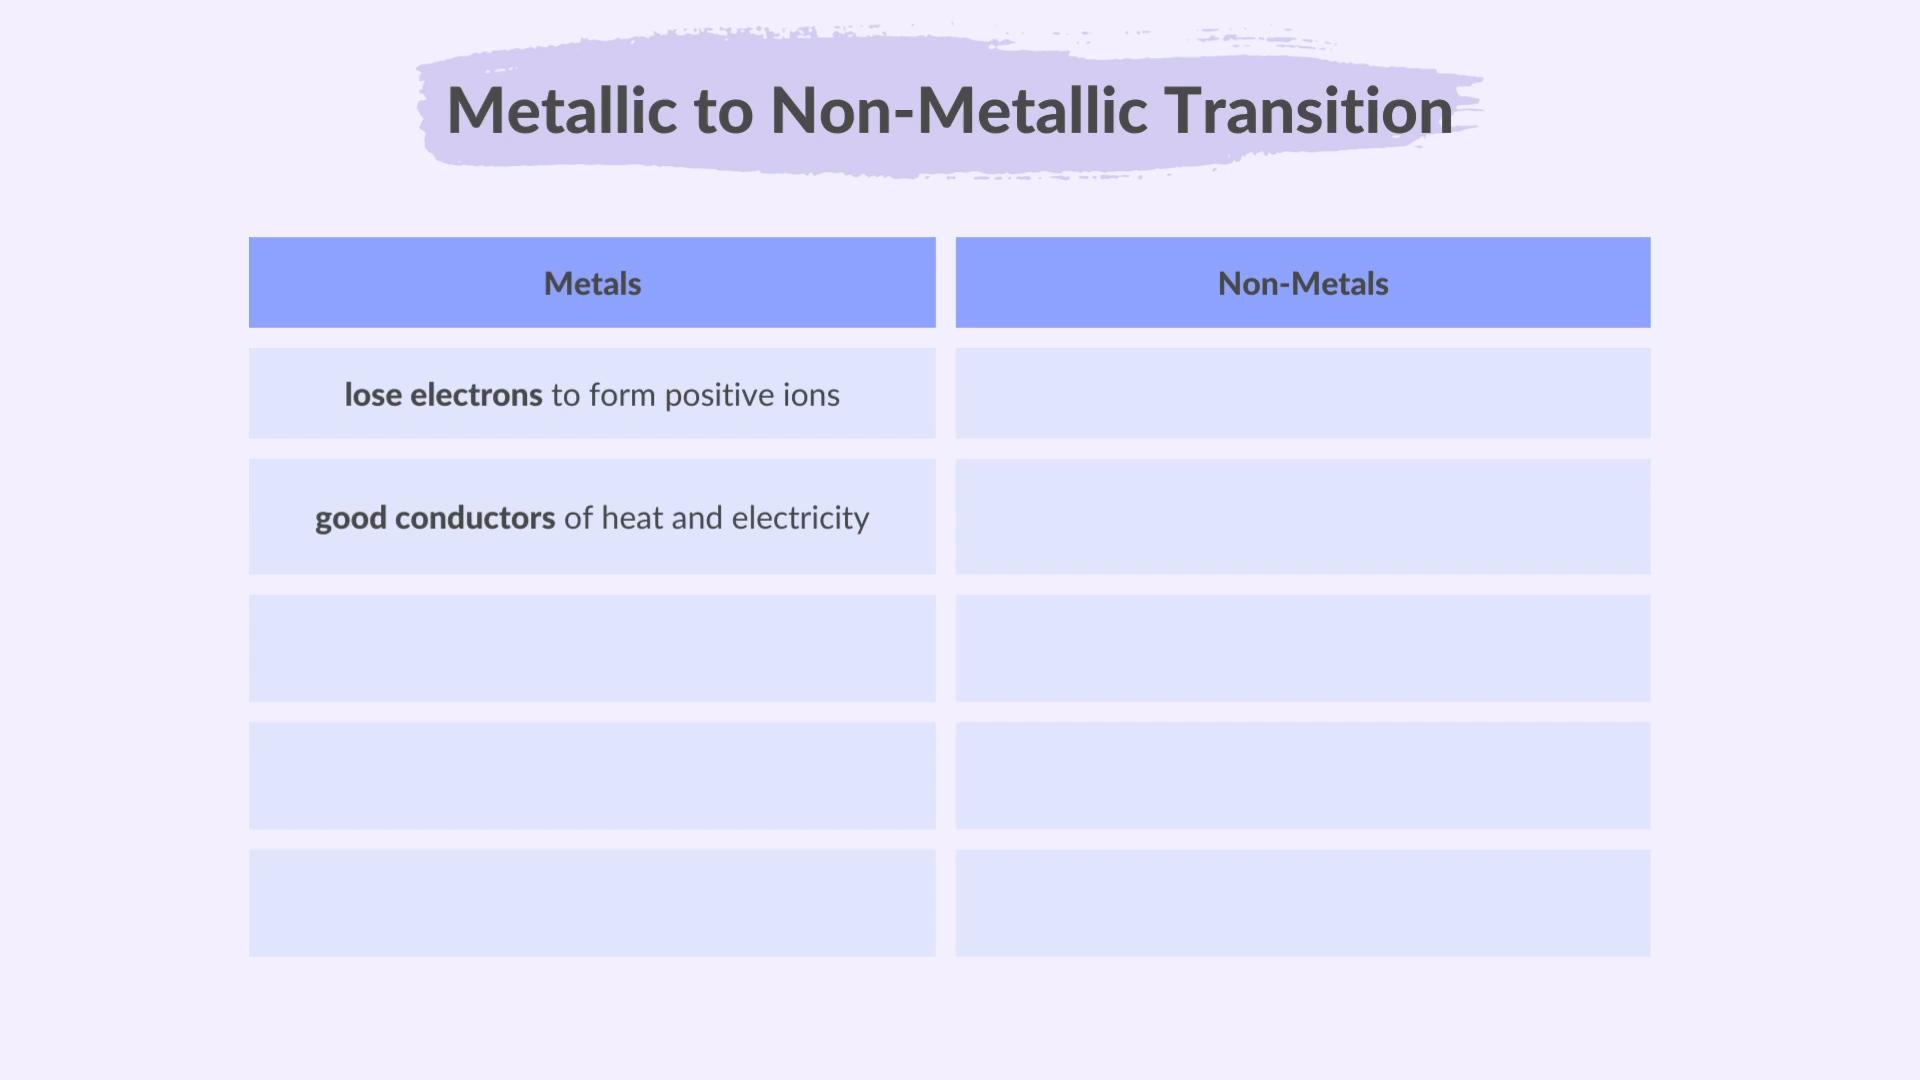 Metallic to Non-Metallic Transition
Metals
Non-Metals
lose electrons to form positive ions
good conductors of heat and electricity